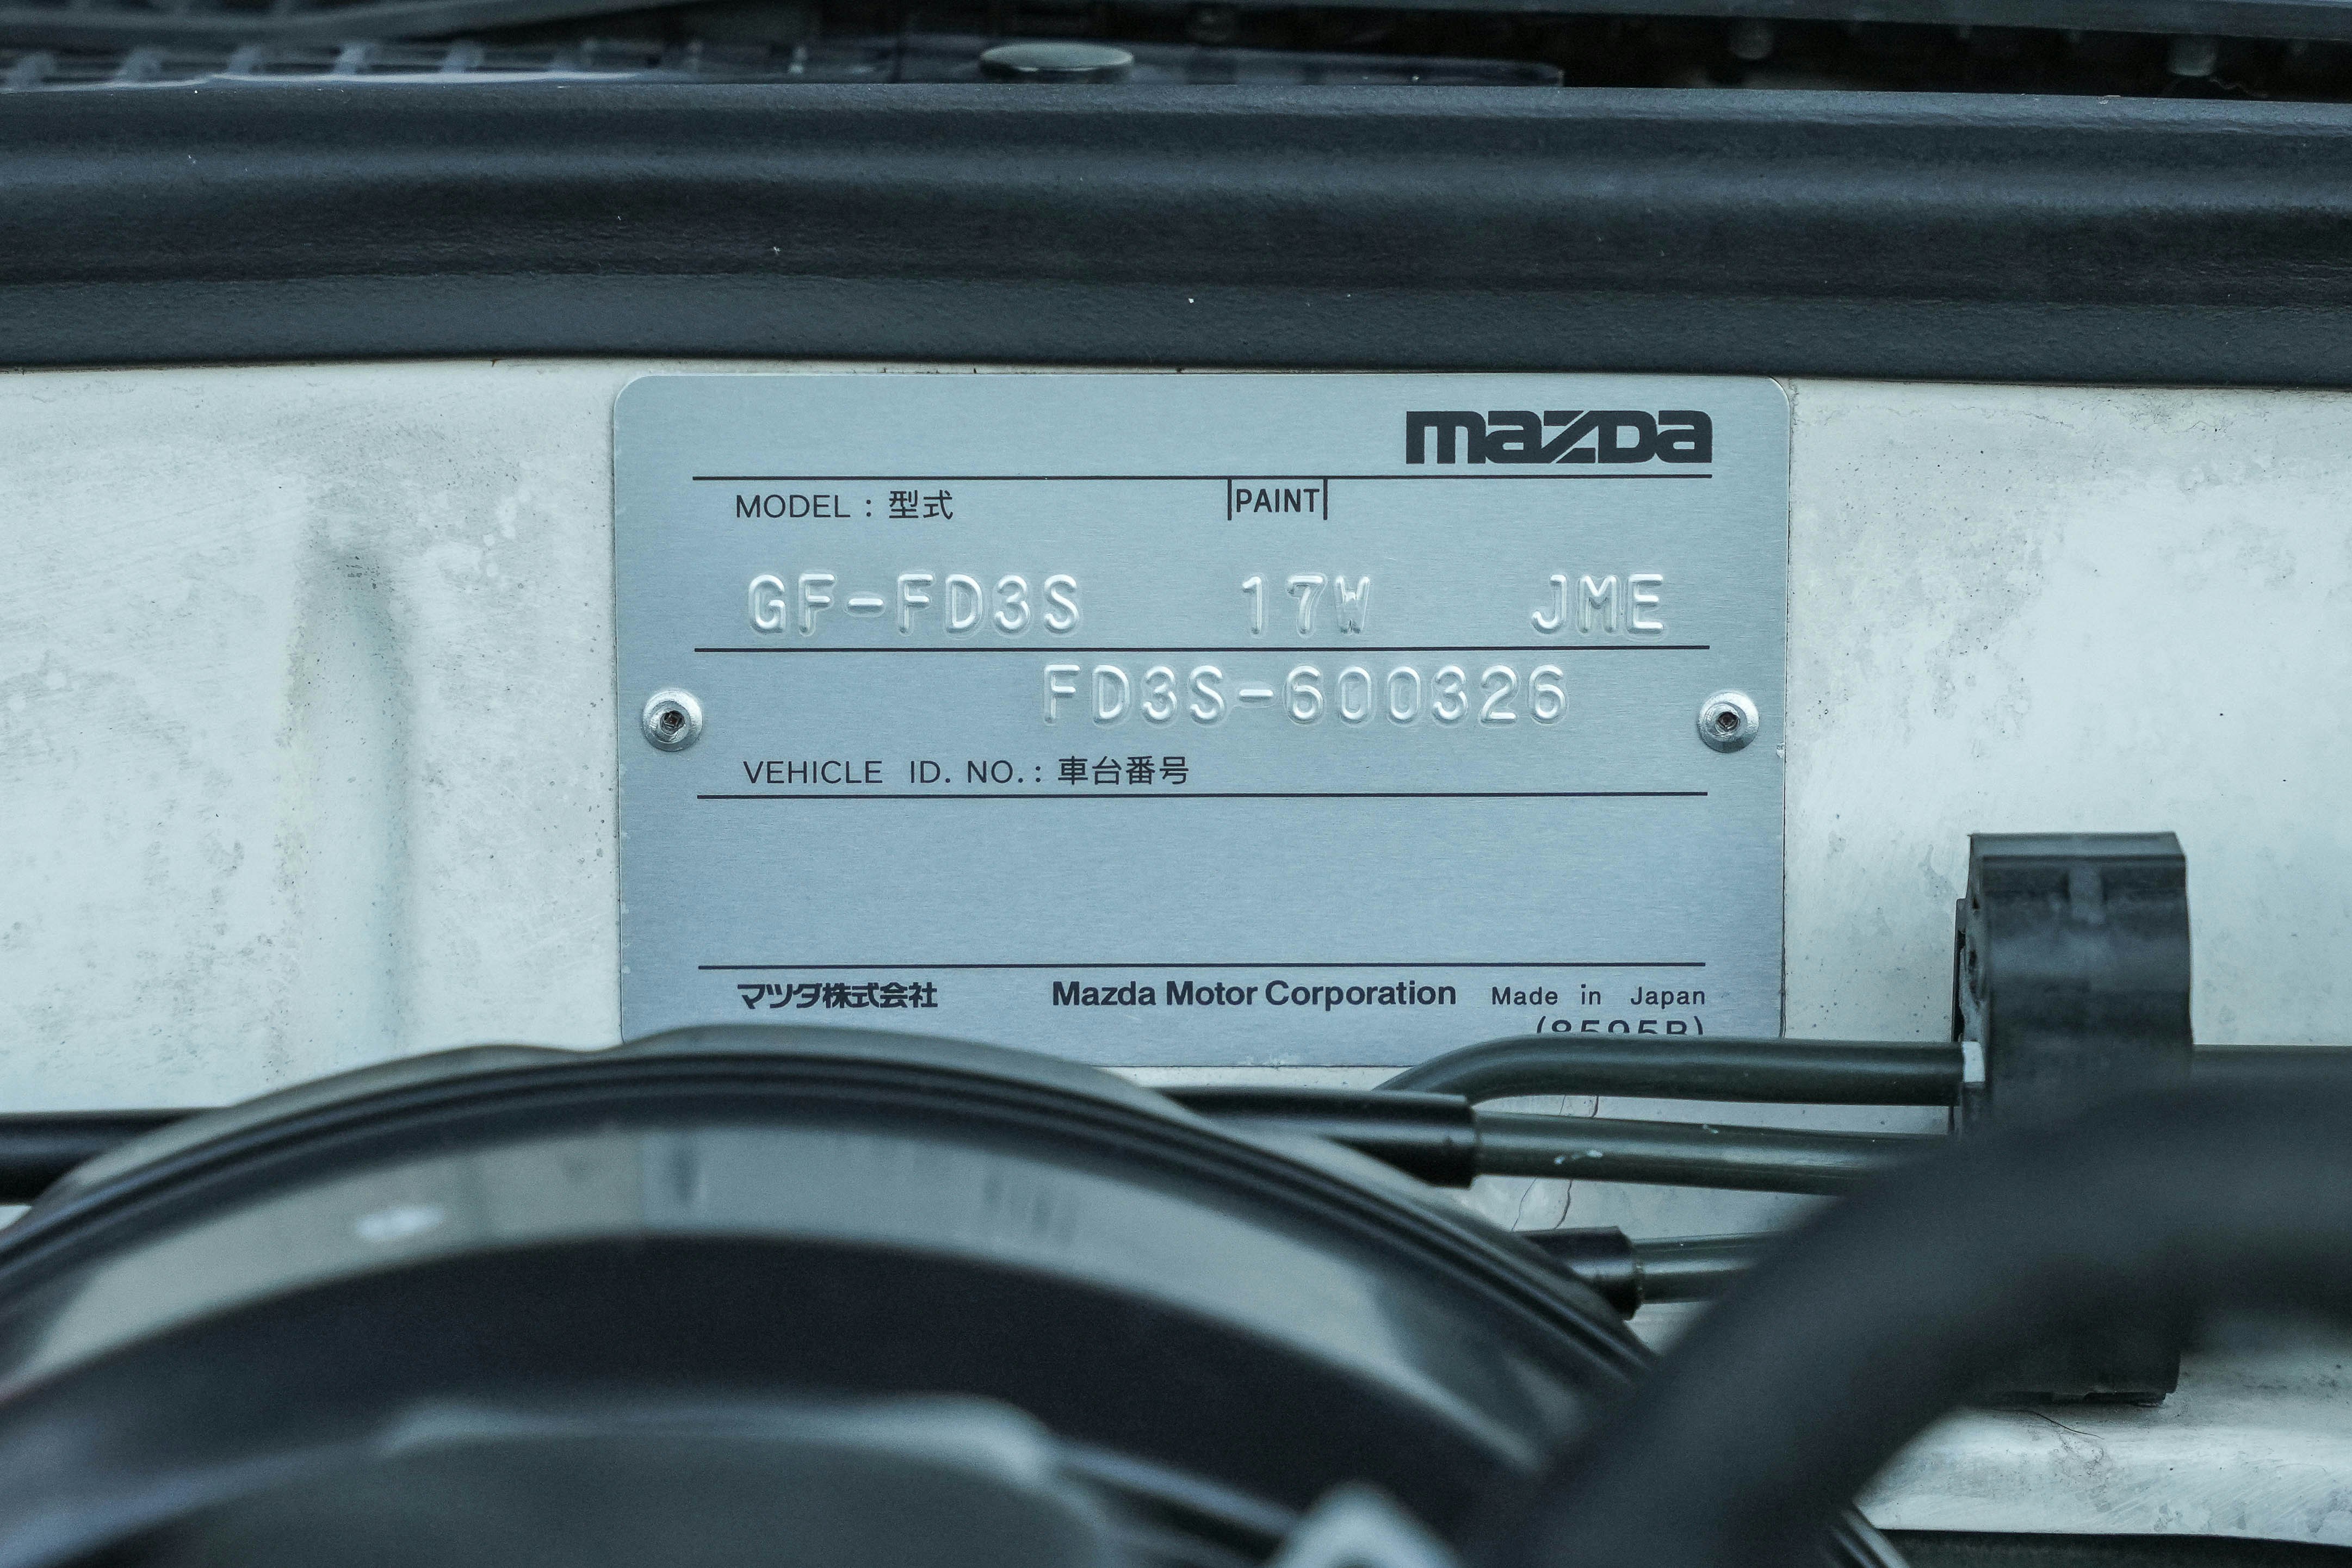 mazda
MODEL : 型式 PAINT
GF-FD3S 17W JME
FD3S-600326
VEHICLE ID. NO. : 車台番号
マツダ株式会社 Mazda Motor Corporation Made in Japan